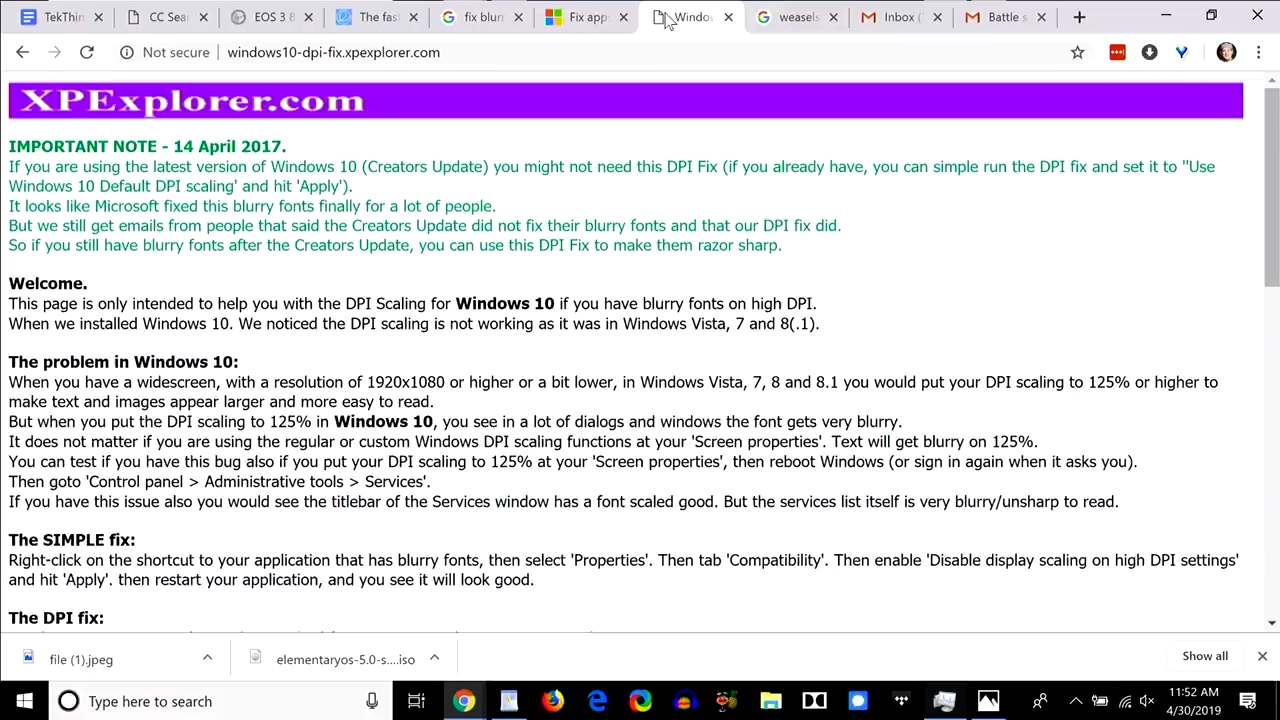 CC Sea
EOS
The fas
fix blurr
Fix app
Windo
weasels
Inbox (
Battle s
Not secure
windows10-dpi-fix.xpexplorer.com
XPExplorer.com
IMPORTANT NOTE - 14 April 2017.
If you are using the latest version of Windows 10 (Creators Update) you might not need this DPI Fix (if you already have, you can simple run the DPI fix and set it to "Use
Windows 10 Default DPI scaling' and hit 'Apply').
It looks like Microsoft fixed this blurry fonts finally for a lot of people.
But we still get emails from people that said the Creators Update did not fix their blurry fonts and that our DPI fix did.
So if you still have blurry fonts after the Creators Update, you can use this DPI Fix to make them razor sharp.
Welcome.
This page is only intended to help you with the DPI Scaling for Windows 10 if you have blurry fonts on high DPI.
When we installed Windows 10. We noticed the DPI scaling is not working as it was in Windows Vista, 7 and 8(.1).
The problem in Windows 10:
When you have a widescreen, with a resolution of 1920x1080 or higher or a bit lower, in Windows Vista, 7, 8 and 8.1 you would put your DPI scaling to 125% or higher to
make text and images appear larger and more easy to read.
But when you put the DPI scaling to 125% in Windows 10, you see in a lot of dialogs and windows the font gets very blurry.
It does not matter if you are using the regular or custom Windows DPI scaling functions at your 'Screen properties'. Text will get blurry on 125%.
You can test if you have this bug also if you put your DPI scaling to 125% at your 'Screen properties', then reboot Windows (or sign in again when it asks you).
Then goto 'Control panel > Administrative tools > Services'.
If you have this issue also you would see the titlebar of the Services window has a font scaled good. But the services list itself is very blurry/unsharp to read.
The SIMPLE fix:
Right-click on the shortcut to your application that has blurry fonts, then select 'Properties'. Then tab 'Compatibility'. Then enable 'Disable display scaling on high DPI settings'
and hit 'Apply'. then restart your application, and you see it will look good.
The DPI fix:
file (1).jpeg
elementaryos-5.0-s....iso
Show all
Type here to search
11:52 AM
4/30/2019